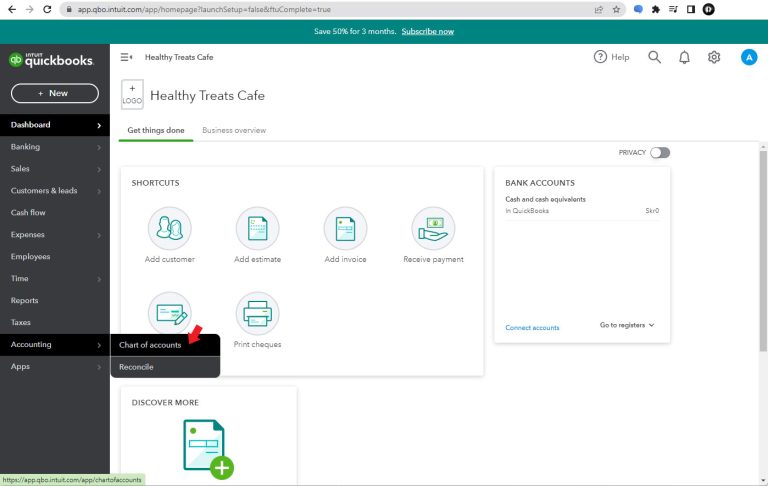 app.qbo.intuit.com/app/homepage?launchSetup=false&ftuComplete=true
Save 50% for 3 months. Subscribe now
INTUIT
qb quickbooks.
Healthy Treats Cafe
Help
A
+ New
+
LOGO
Healthy Treats Cafe
Dashboard
Banking
Sales
Customers & leads
Cash flow
Expenses
Employees
Time
Reports
Taxes
Accounting
Apps
Get things done
Business overview
PRIVACY
SHORTCUTS
Add customer
Add estimate
Add invoice
Receive payment
Print cheques
Chart of accounts
Reconcile
BANK ACCOUNTS
Cash and cash equivalents
In QuickBooks
Skr0
Connect accounts
Go to registers
DISCOVER MORE
https://app.qbo.intuit.com/app/chartofaccounts